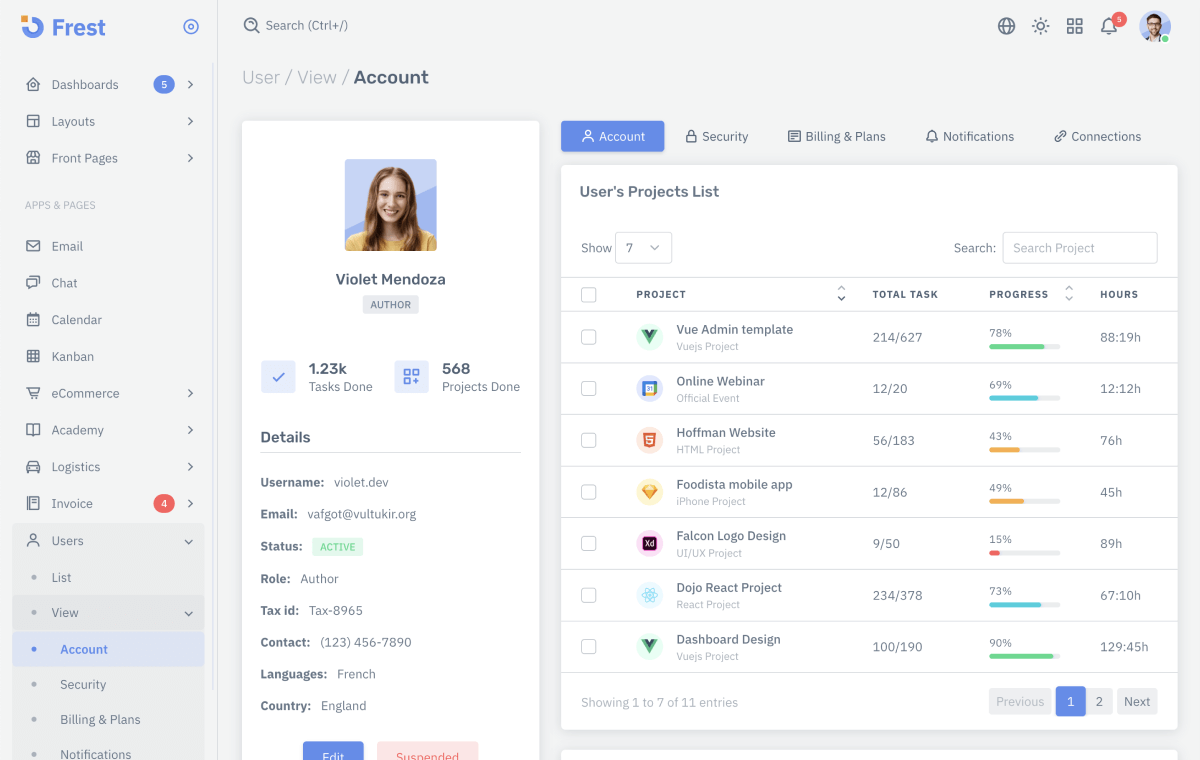 Frest
Search (Ctrl+/)
5
User / View / Account
Dashboards 5
Layouts
Front Pages
APPS & PAGES
Email
Chat
Calendar
Kanban
eCommerce
Academy
Logistics
Invoice 4
Users
List
View
Account
Security
Billing & Plans
Notifications
Violet Mendoza
AUTHOR
1.23k
Tasks Done
568
Projects Done
Details
Username: violet.dev
Email: vafgot@vultukir.org
Status: ACTIVE
Role: Author
Tax id: Tax-8965
Contact: (123) 456-7890
Languages: French
Country: England
Edit Suspended
Account Security Billing & Plans Notifications Connections
User's Projects List
Show 7 Search: Search Project
PROJECT TOTAL TASK PROGRESS HOURS
Vue Admin template
Vuejs Project
214/627 78% 88:19h
31
Online Webinar
Official Event
12/20 69% 12:12h
Hoffman Website
HTML Project
56/183 43% 76h
Foodista mobile app
iPhone Project
12/86 49% 45h
Xd
Falcon Logo Design
UI/UX Project
9/50 15% 89h
Dojo React Project
React Project
234/378 73% 67:10h
Dashboard Design
Vuejs Project
100/190 90% 129:45h
Showing 1 to 7 of 11 entries
Previous 1 2 Next